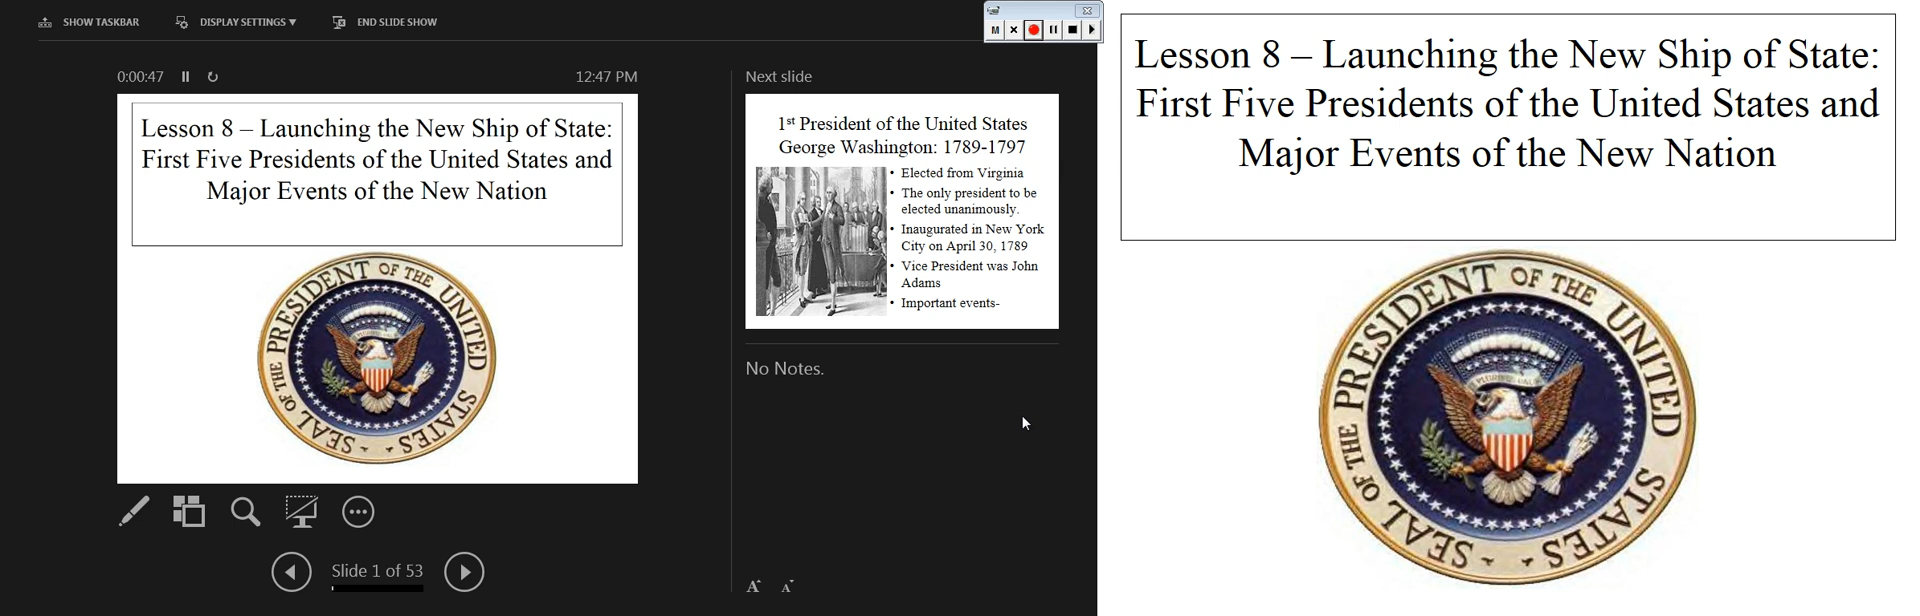 SHOW TASKBAR
DISPLAY SETTINGS ▼
END SLIDE SHOW
M
0:00:47
12:47 PM
Lesson 8 – Launching the New Ship of State:
First Five Presidents of the United States and
Major Events of the New Nation
SEAL OF THE PRESIDENT OF THE UNITED STATES
Slide 1 of 53
Next slide
1st President of the United States
George Washington: 1789-1797
• Elected from Virginia
• The only president to be
elected unanimously.
• Inaugurated in New York
City on April 30, 1789
• Vice President was John
Adams
• Important events-
No Notes.
A A
Lesson 8 – Launching the New Ship of State:
First Five Presidents of the United States and
Major Events of the New Nation
SEAL OF THE PRESIDENT OF THE UNITED STATES